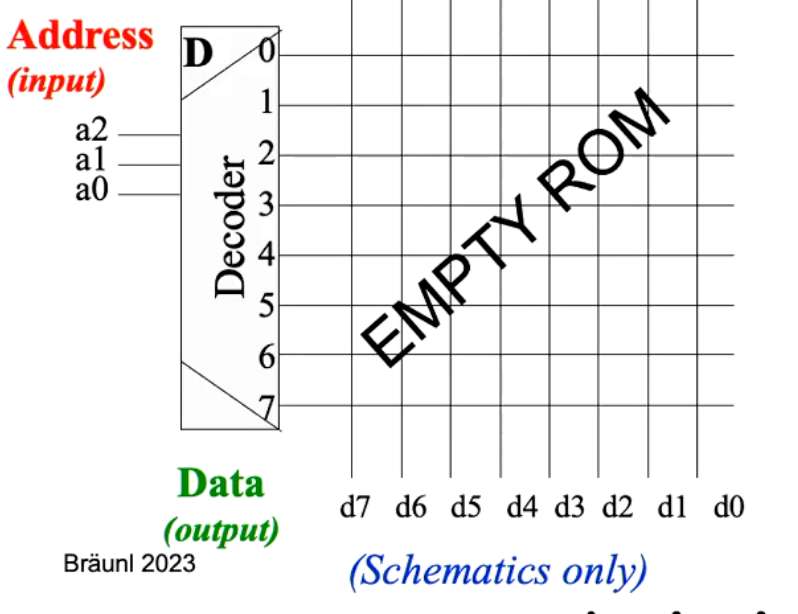 Address
(input)
D
0
1
a2
a1
2
a0
3
Decoder
4
5
6
7
EMPTY ROM
Data
(output)
d7 d6 d5 d4 d3 d2 d1 d0
Bräunl 2023
(Schematics only)